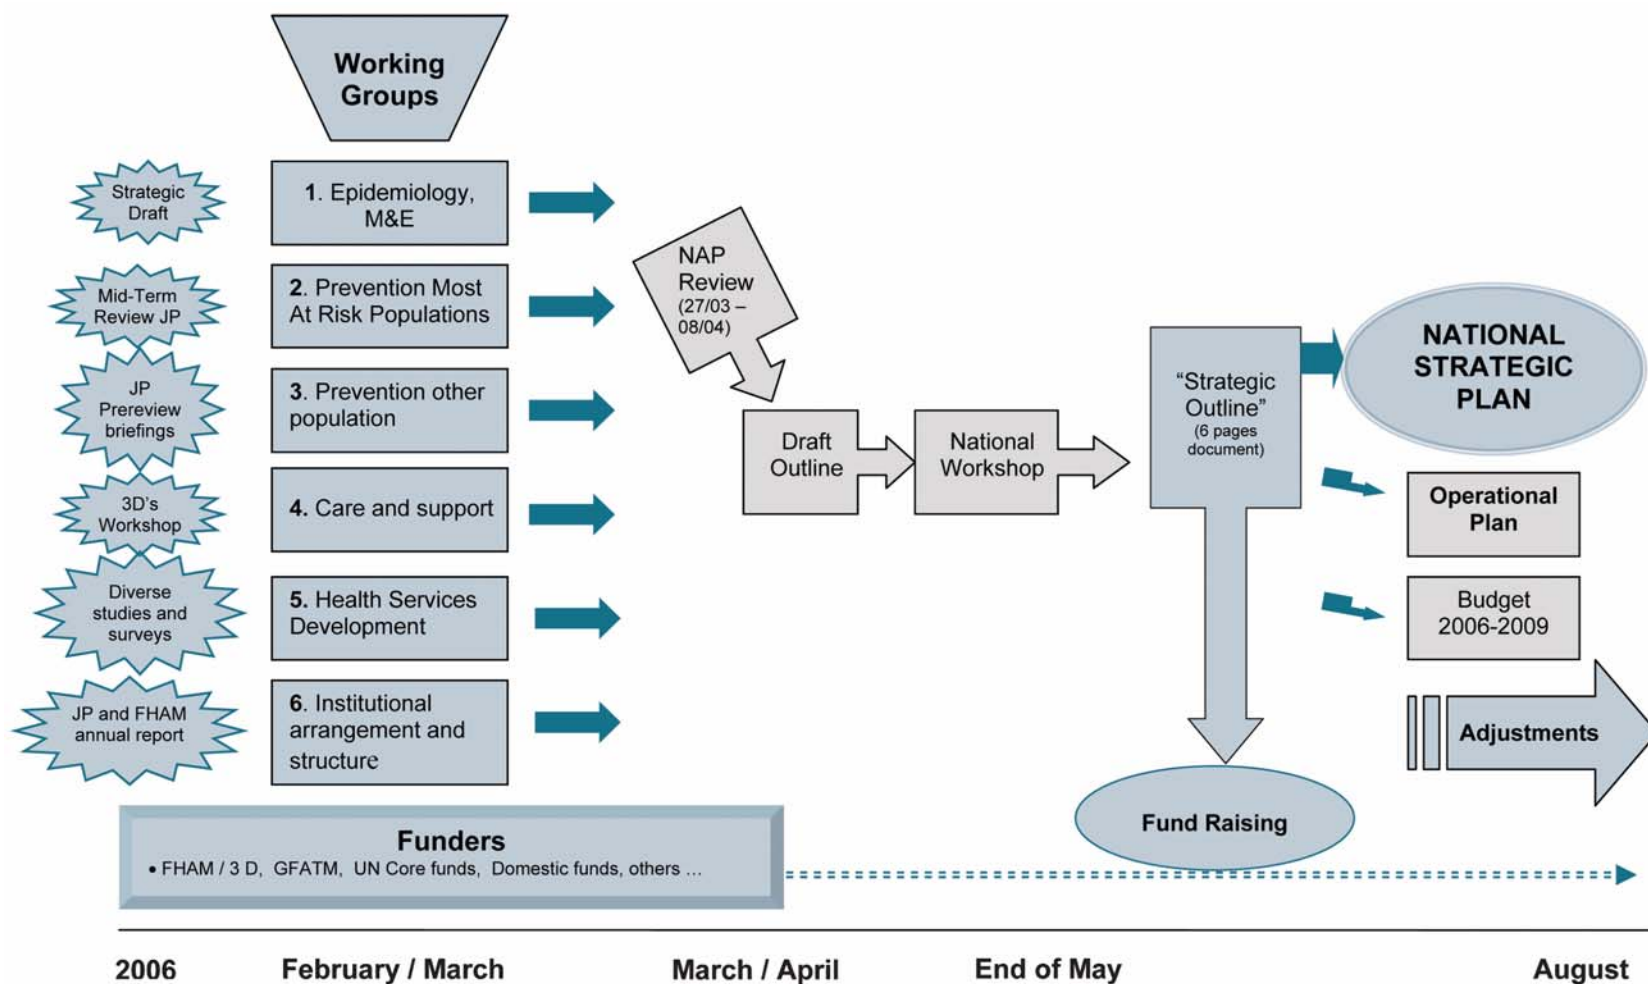 Working
Groups
Strategic
Draft
Mid-Term
Review JP
JP
Prereview
briefings
3D's
Workshop
Diverse
studies and
surveys
JP and FHAM
annual report
1. Epidemiology,
M&E
2. Prevention Most
At Risk Populations
3. Prevention other
population
4. Care and support
5. Health Services
Development
6. Institutional
arrangement and
structure
NAP
Review
(27/03 –
08/04)
Draft
Outline
National
Workshop
“Strategic
Outline”
(6 pages
document)
NATIONAL
STRATEGIC
PLAN
Operational
Plan
Budget
2006-2009
Adjustments
Fund Raising
Funders
• FHAM / 3 D, GFATM, UN Core funds, Domestic funds, others ...
2006 February / March March / April End of May August